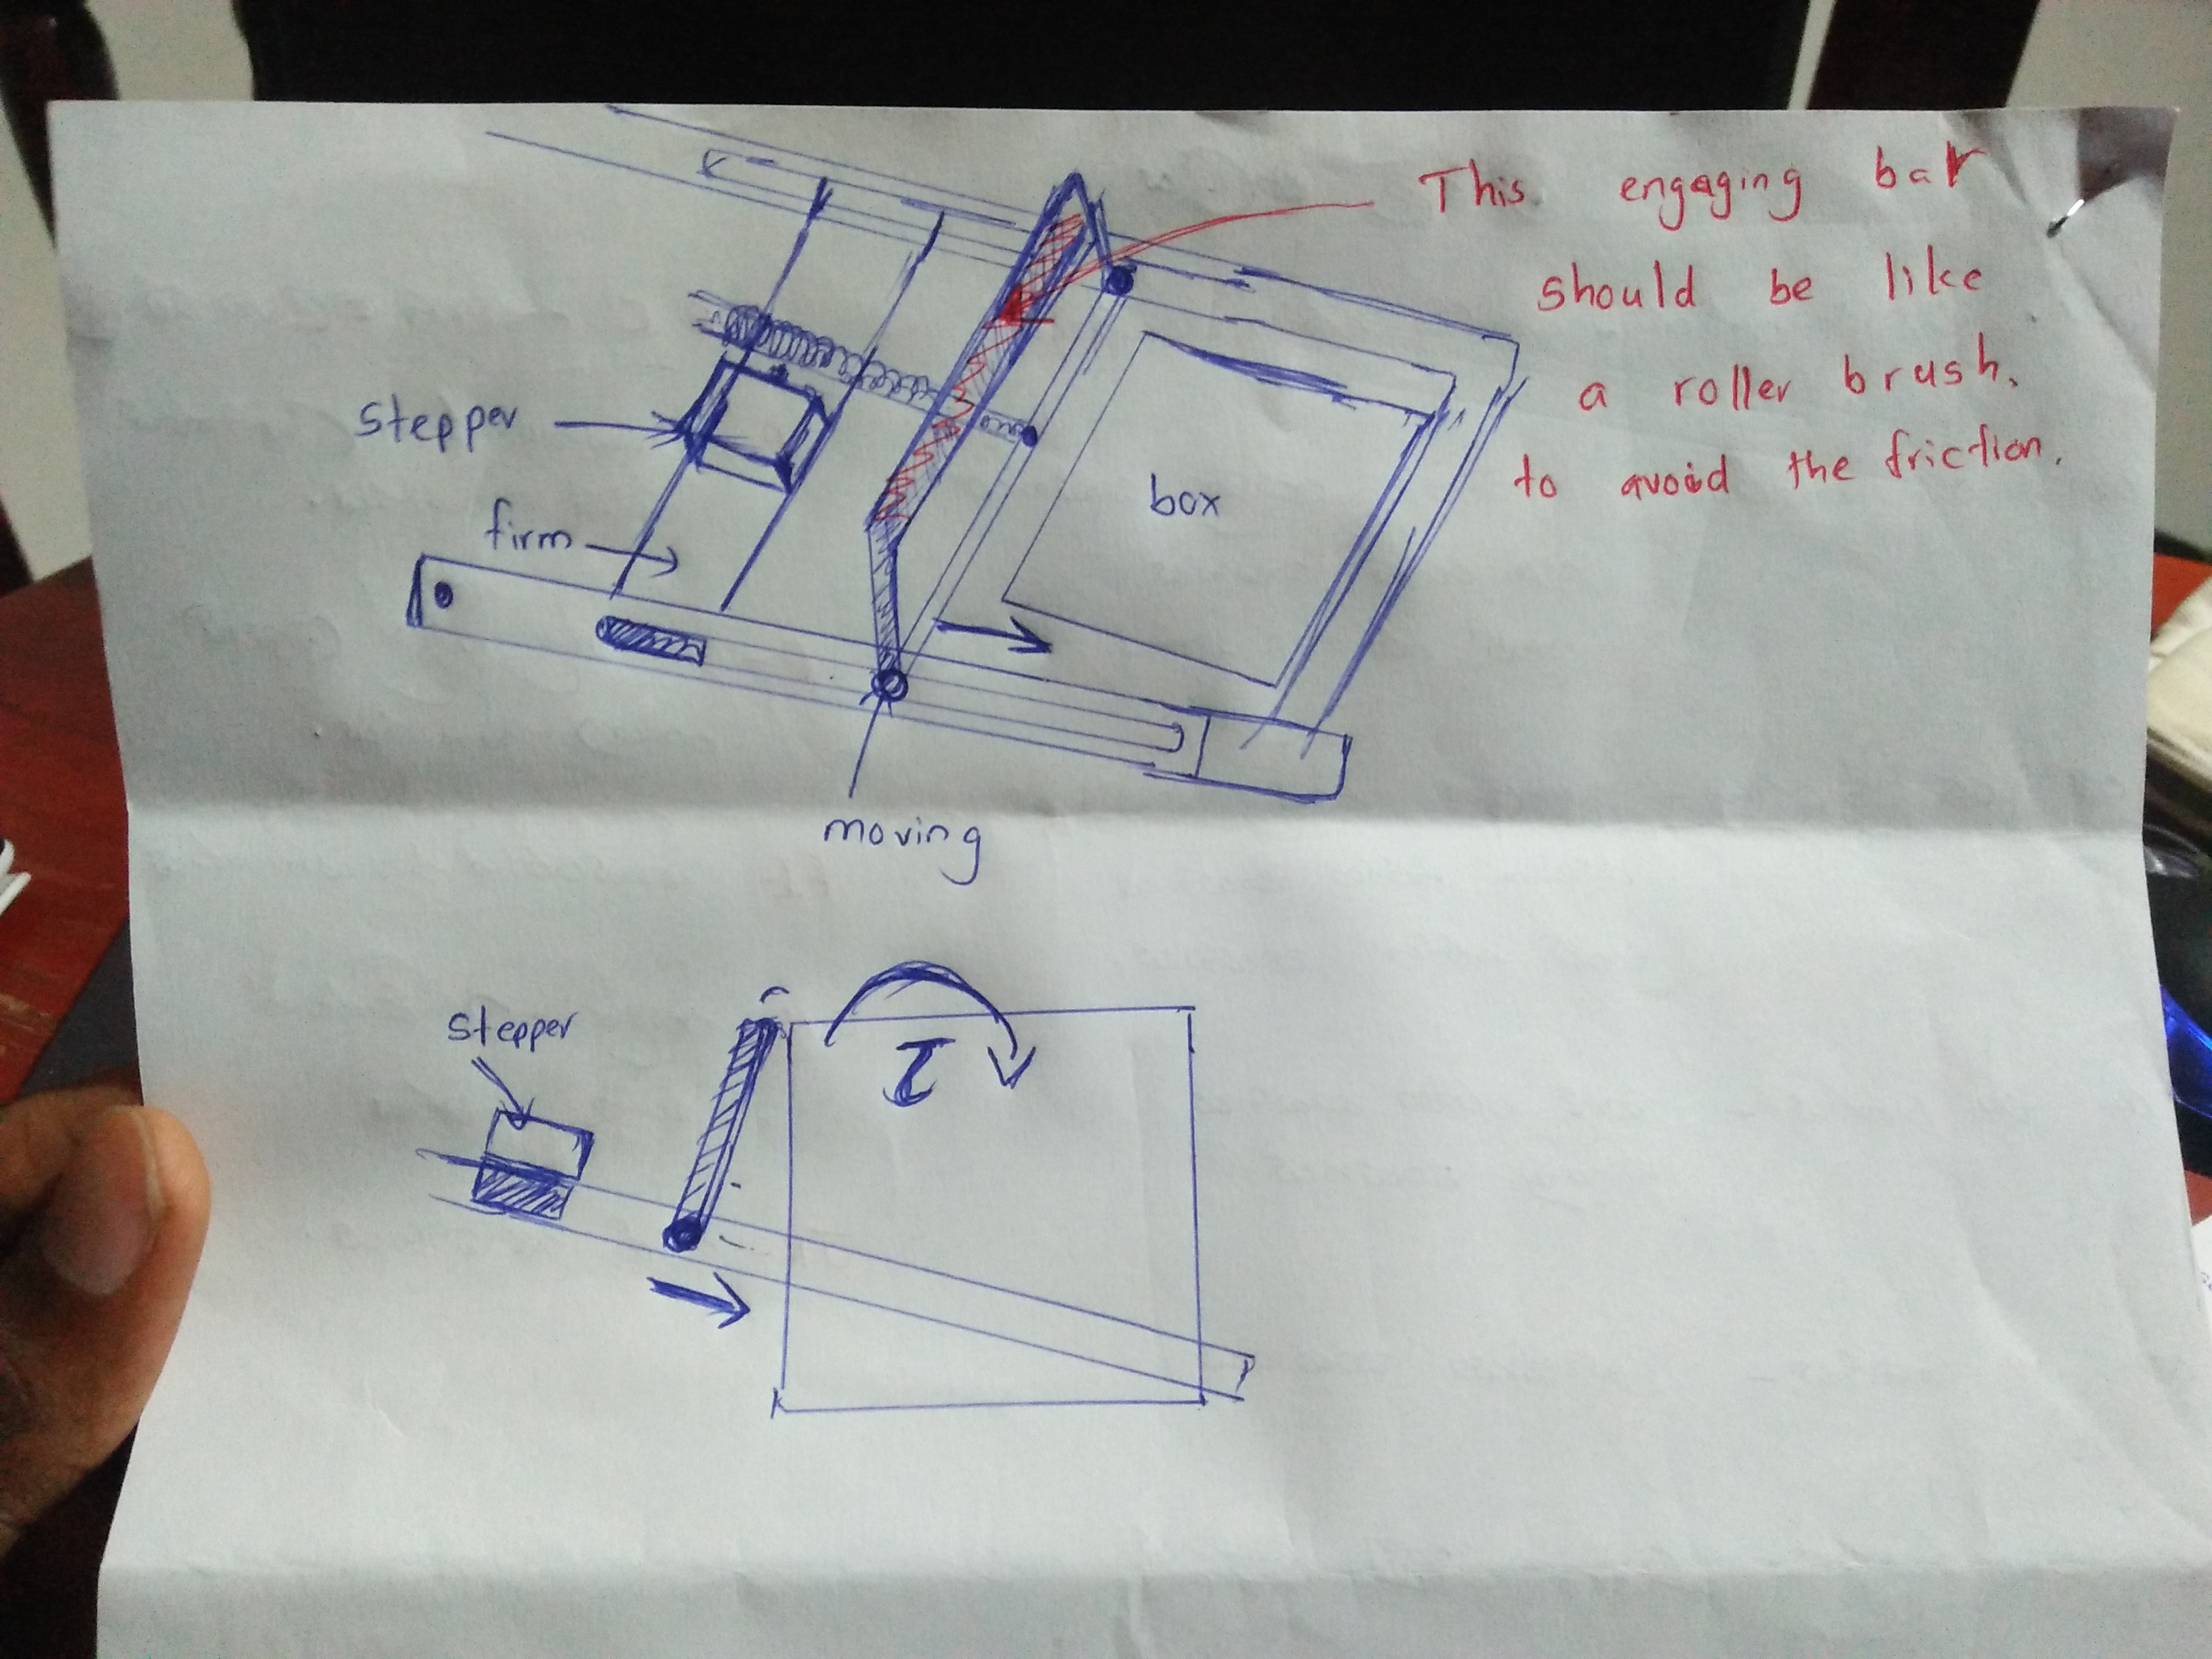 This engaging bar
should be like
a roller brush.
to avoid the friction.
stepper
box
firm
moving
stepper
τ